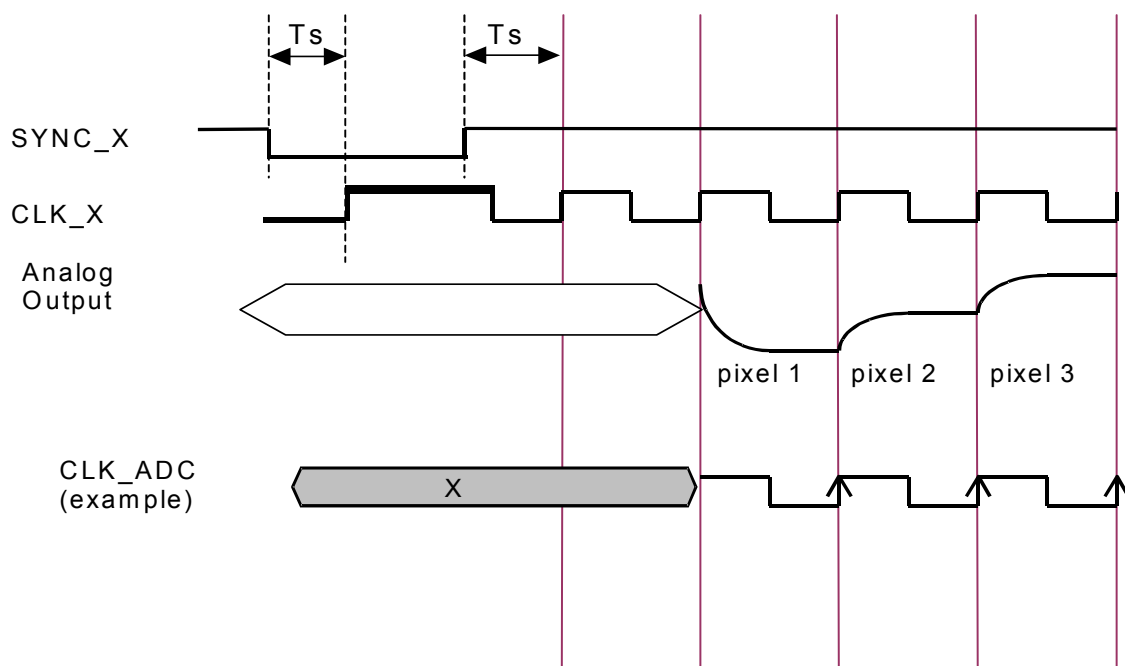 Ts
Ts
SYNC_X
CLK_X
Analog
Output
pixel 1
pixel 2
pixel 3
CLK_ADC
(example)
X